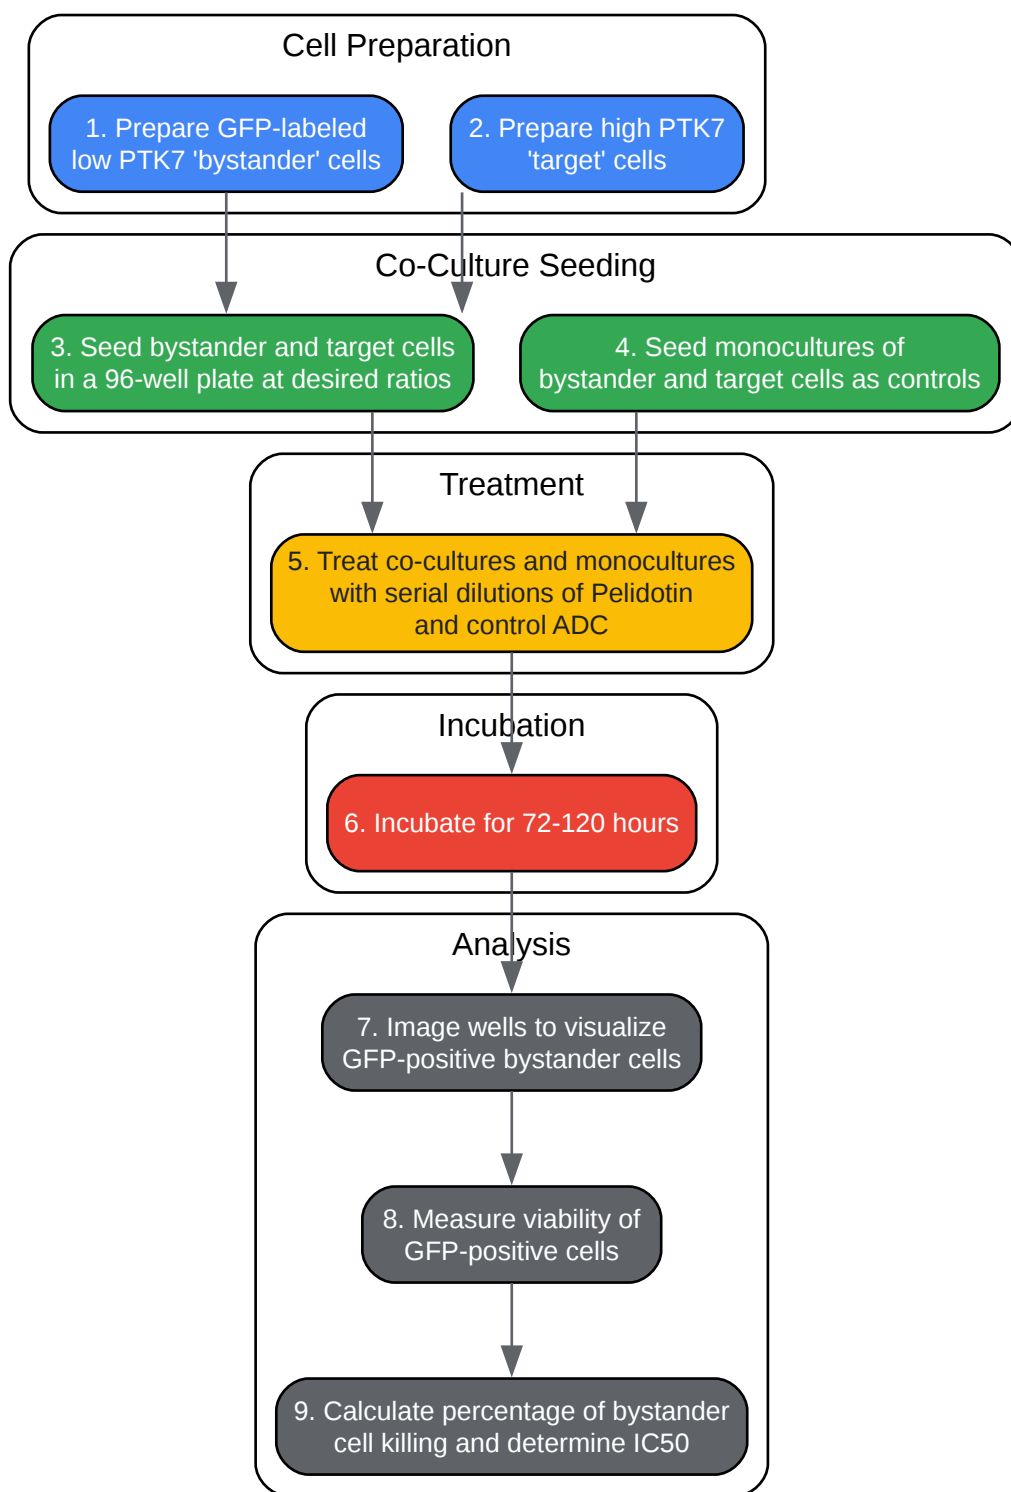 Cell Preparation
1. Prepare GFP-labeled
low PTK7 'bystander' cells
2. Prepare high PTK7
'target' cells
Co-Culture Seeding
3. Seed bystander and target cells
in a 96-well plate at desired ratios
4. Seed monocultures of
bystander and target cells as controls
Treatment
5. Treat co-cultures and monocultures
with serial dilutions of Pelidotin
and control ADC
Incubation
6. Incubate for 72-120 hours
Analysis
7. Image wells to visualize
GFP-positive bystander cells
8. Measure viability of
GFP-positive cells
9. Calculate percentage of bystander
cell killing and determine IC50